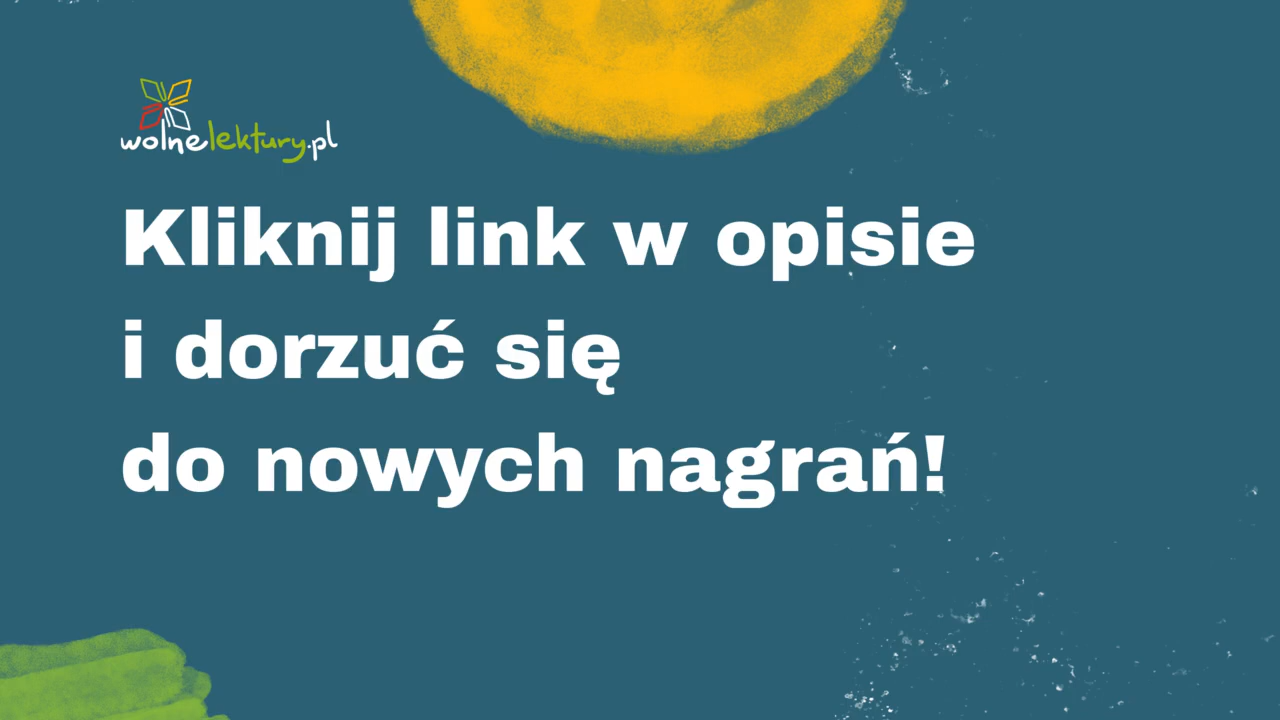 wolnelektury.pl
Kliknij link w opisie
i dorzuć się
do nowych nagrań!